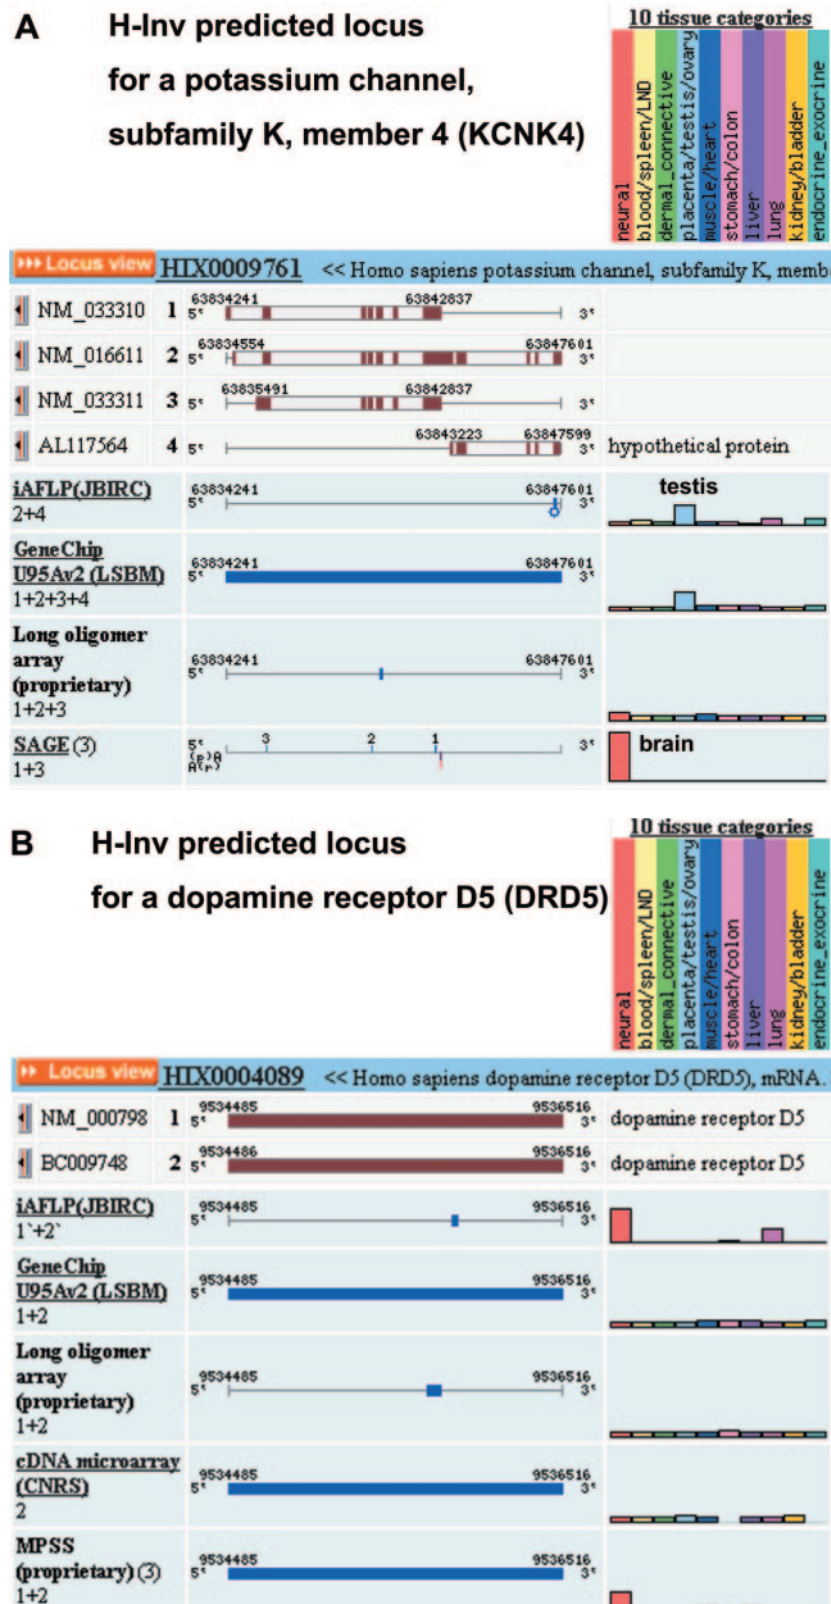 A H-Inv predicted locus
for a potassium channel,
subfamily K, member 4 (KCNK4)
10 tissue categories
neural
blood/spleen/LND
dermal_connective
placenta/testis/ovary
muscle/heart
stomach/colon
liver
lung
kidney/bladder
endocrine_exocrine
Locus view HIX0009761 << Homo sapiens potassium channel, subfamily K, memb
NM_033310 1 5' 63834241 63842837 3'
NM_016611 2 5' 63834554 63847601 3'
NM_033311 3 5' 63835491 63842837 3'
AL117564 4 5' 63843223 63847599 3' hypothetical protein
iAFLP(JBIRC)
2+4
5' 63834241 63847601 3'
testis
GeneChip
U95Av2 (LSBM)
1+2+3+4
5' 63834241 63847601 3'
Long oligomer
array
(proprietary)
1+2+3
5' 63834241 63847601 3'
SAGE (3)
1+3
5' 3 2 1 3'
(p)A
A(r)
brain
B H-Inv predicted locus
for a dopamine receptor D5 (DRD5)
10 tissue categories
neural
blood/spleen/LND
dermal_connective
placenta/testis/ovary
muscle/heart
stomach/colon
liver
lung
kidney/bladder
endocrine_exocrine
Locus view HIX0004089 << Homo sapiens dopamine receptor D5 (DRD5), mRNA.
NM_000798 1 5' 9534485 9536516 3' dopamine receptor D5
BC009748 2 5' 9534486 9536516 3' dopamine receptor D5
iAFLP(JBIRC)
1`+2`
5' 9534485 9536516 3'
GeneChip
U95Av2 (LSBM)
1+2
5' 9534485 9536516 3'
Long oligomer
array
(proprietary)
1+2
5' 9534485 9536516 3'
cDNA microarray
(CNRS)
2
5' 9534485 9536516 3'
MPSS
(proprietary) (3)
1+2
5' 9534485 9536516 3'